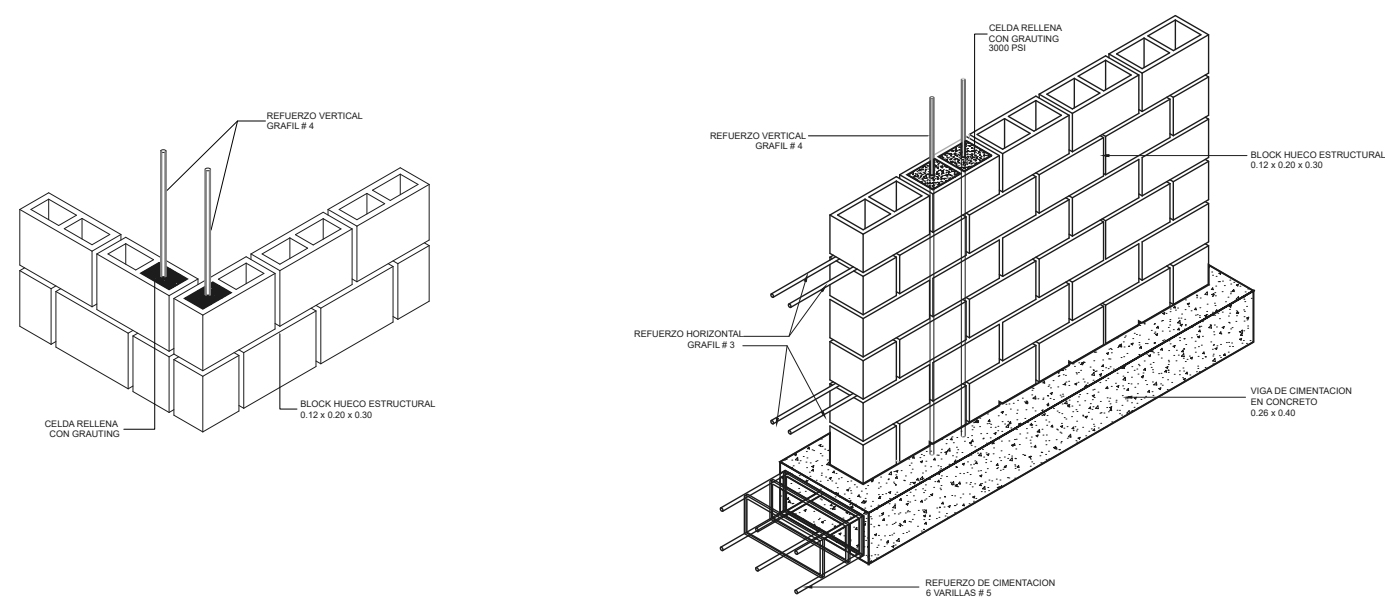 REFUERZO VERTICAL
GRAFIL # 4
BLOCK HUECO ESTRUCTURAL
0.12 x 0.20 x 0.30
CELDA RELLENA
CON GRAUTING
CELDA RELLENA
CON GRAUTING
3000 PSI
REFUERZO VERTICAL
GRAFIL # 4
BLOCK HUECO ESTRUCTURAL
0.12 x 0.20 x 0.30
REFUERZO HORIZONTAL
GRAFIL # 3
VIGA DE CIMENTACION
EN CONCRETO
0.26 x 0.40
REFUERZO DE CIMENTACION
6 VARILLAS # 5